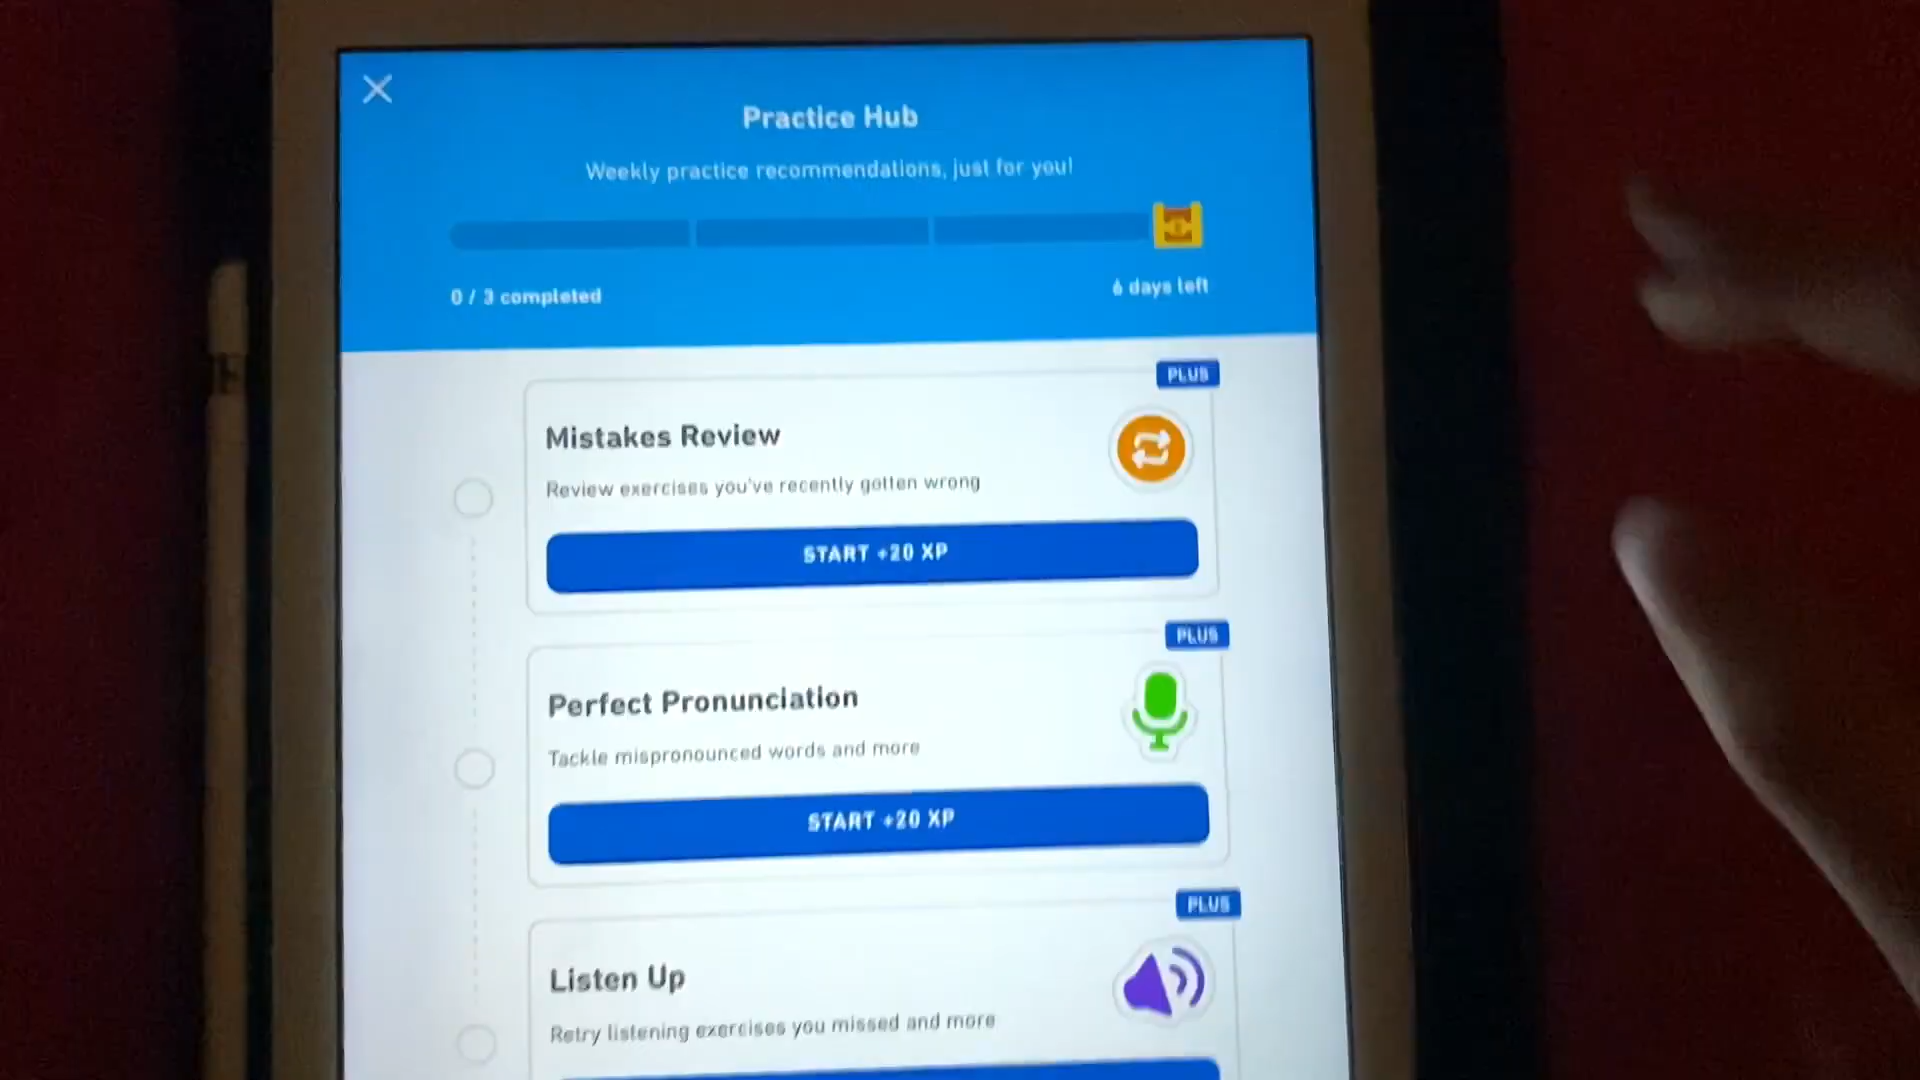 Practice Hub
Weekly practice recommendations, just for you!
0 / 3 completed
6 days left
PLUS
Mistakes Review
Review exercises you've recently gotten wrong
START +20 XP
PLUS
Perfect Pronunciation
Tackle mispronounced words and more
START +20 XP
PLUS
Listen Up
Retry listening exercises you missed and more